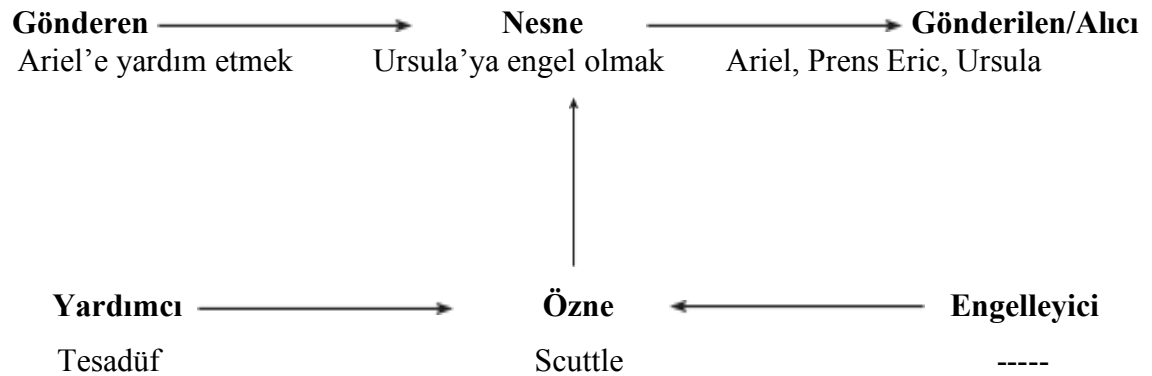 Gönderen Nesne Gönderilen/Alıcı
Ariel’e yardım etmek Ursula’ya engel olmak Ariel, Prens Eric, Ursula
Yardımcı Özne Engelleyici
Tesadüf Scuttle -----